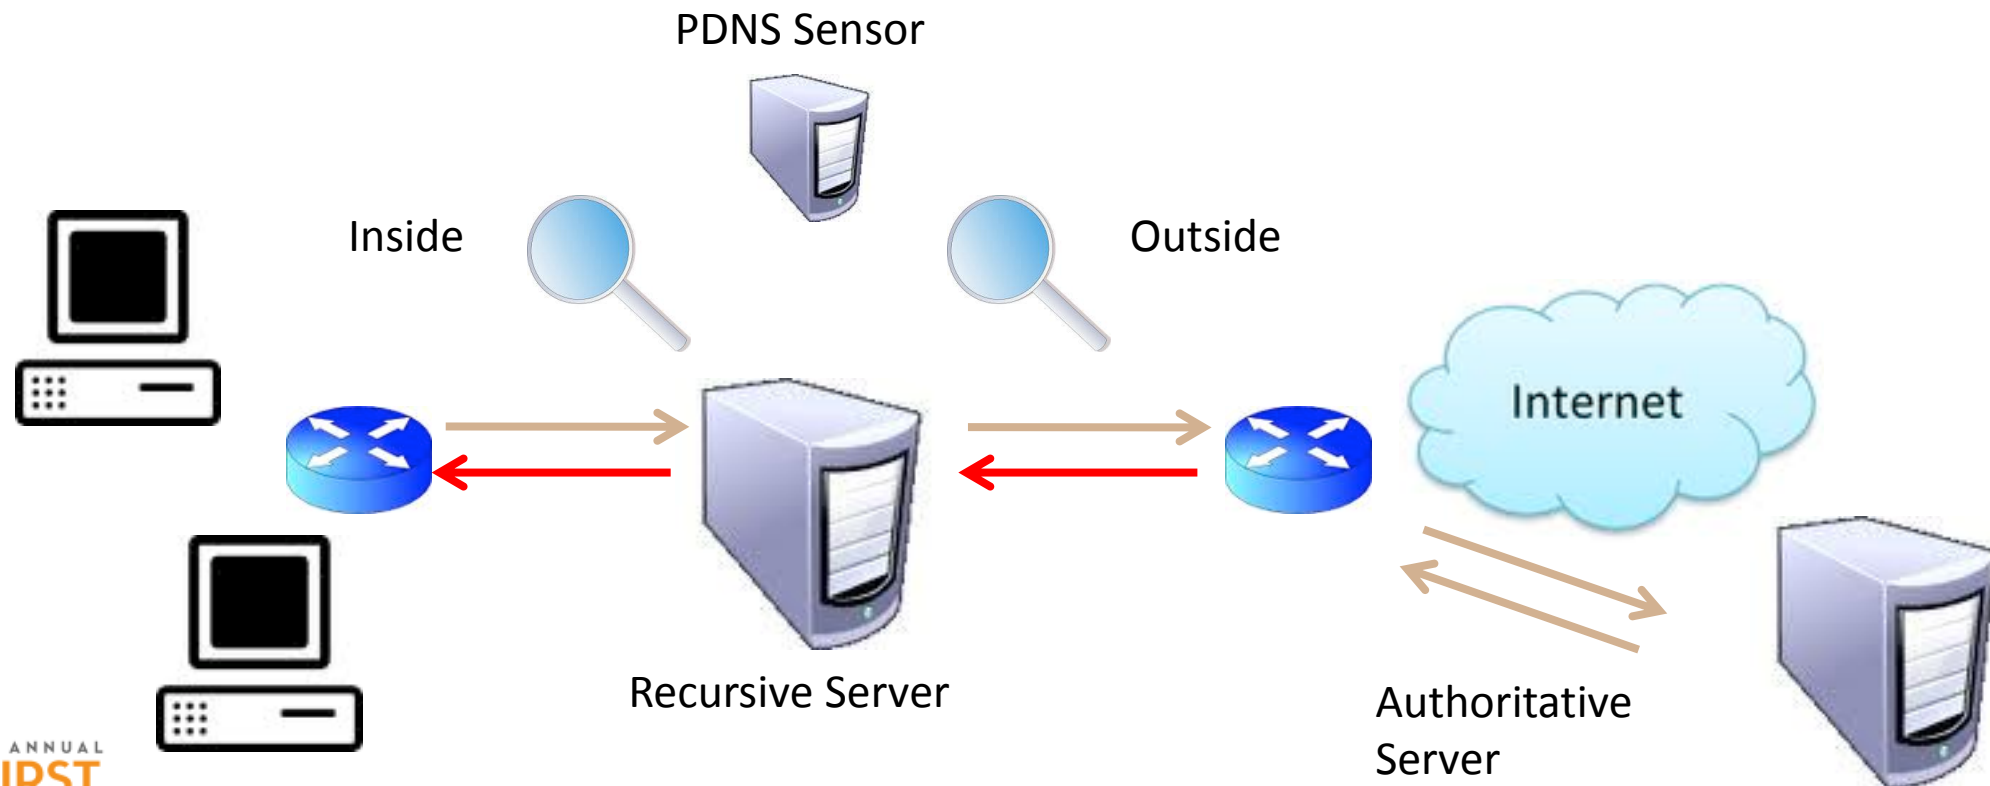 PDNS Sensor
Inside
Outside
Internet
Recursive Server
Authoritative
Server
ANNUAL